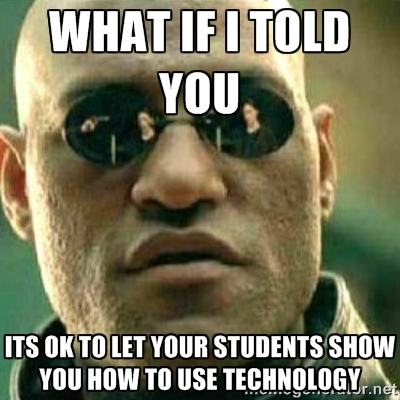 WHAT IF I TOLD
YOU
ITS OK TO LET YOUR STUDENTS SHOW
YOU HOW TO USE TECHNOLOGY
memegenerator.net